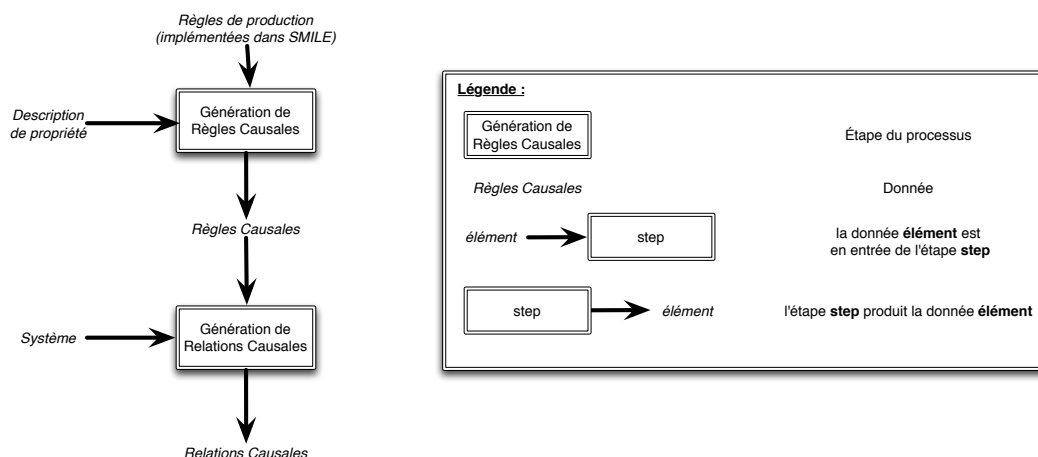 Règles de production
(implémentées dans SMILE)
Description
de propriété
Génération de
Règles Causales
Règles Causales
Système
Génération de
Relations Causales
Relations Causales
Légende :
Génération de
Règles Causales
Étape du processus
Règles Causales
Donnée
élément
step
la donnée élément est
en entrée de l'étape step
step
élément
l'étape step produit la donnée élément